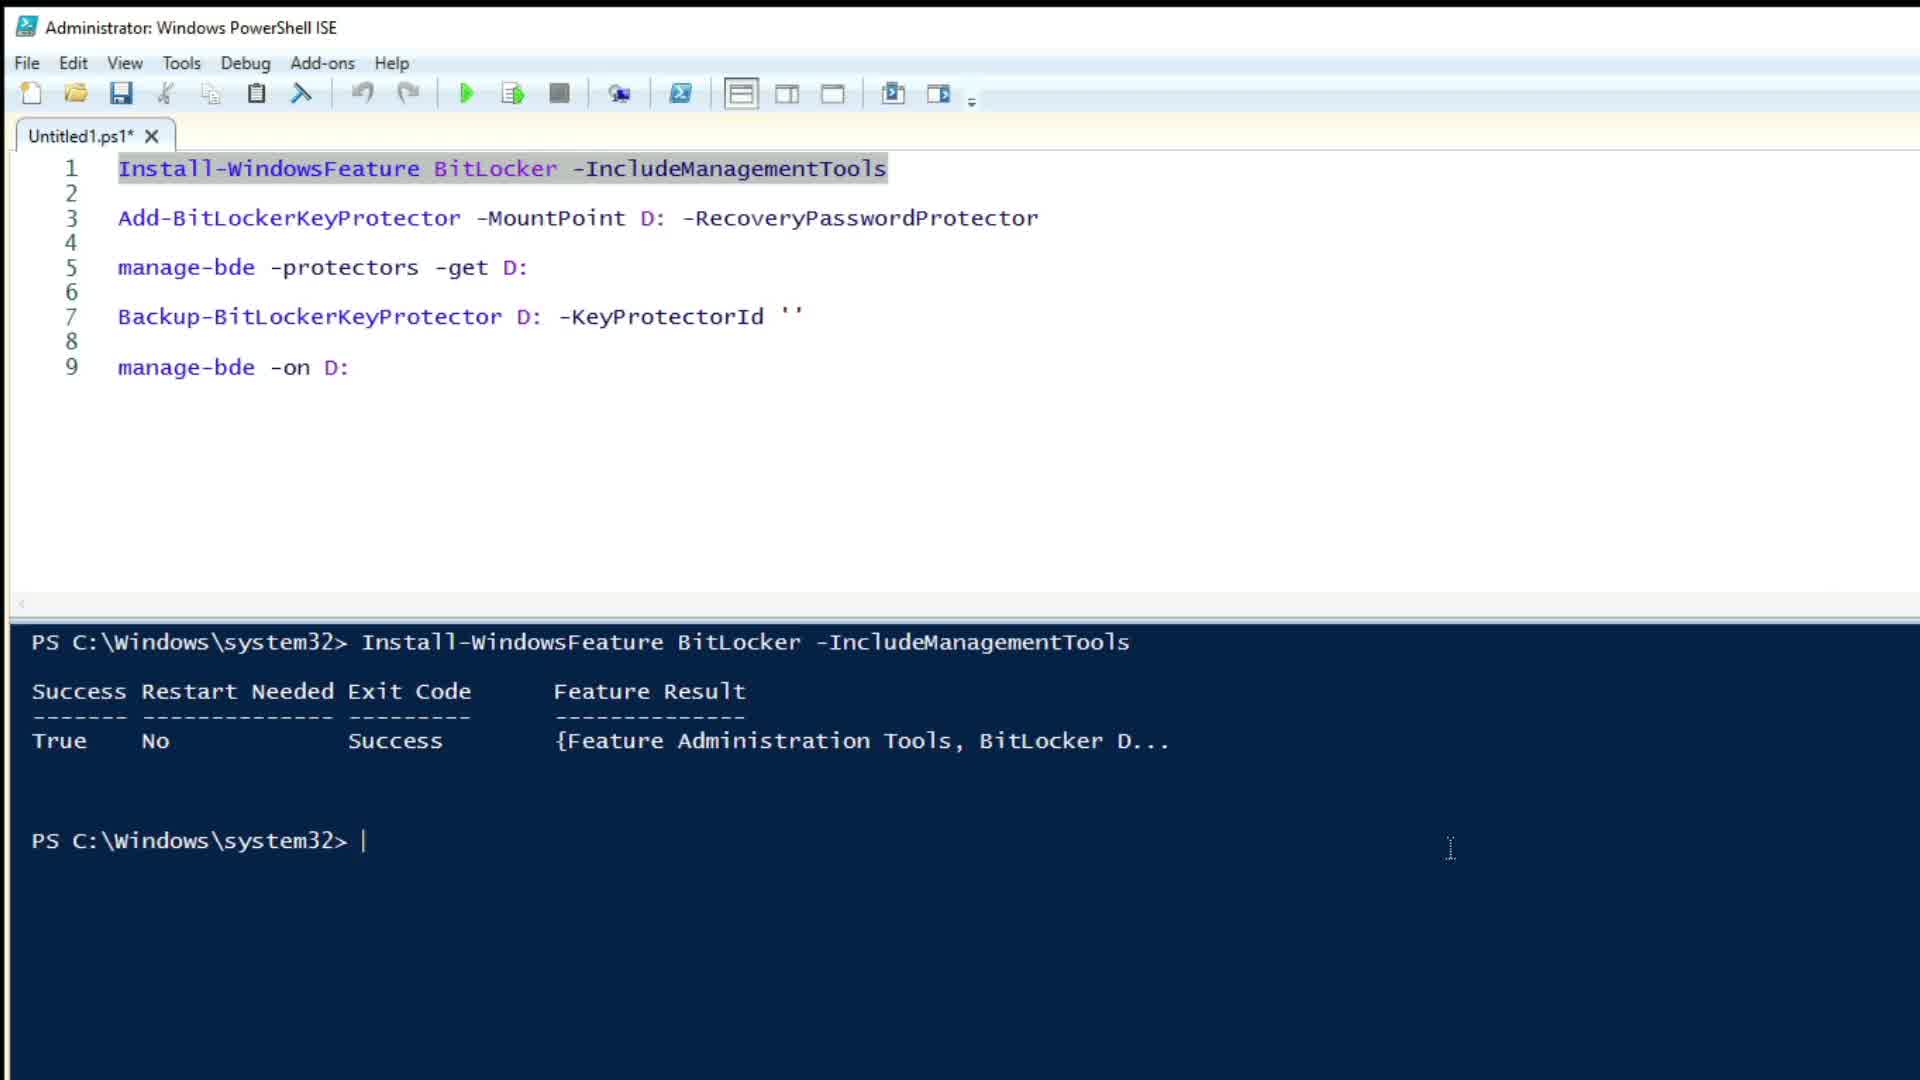 Administrator: Windows PowerShell ISE
File Edit View Tools Debug Add-ons Help
Untitled1.ps1*
1 Install-WindowsFeature BitLocker -IncludeManagementTools
2
3 Add-BitLockerKeyProtector -MountPoint D: -RecoveryPasswordProtector
4
5 manage-bde -protectors -get D:
6
7 Backup-BitLockerKeyProtector D: -KeyProtectorId ''
8
9 manage-bde -on D:
PS C:\Windows\system32> Install-WindowsFeature BitLocker -IncludeManagementTools
Success Restart Needed Exit Code      Feature Result
------- -------------- ---------      --------------
True    No             Success        {Feature Administration Tools, BitLocker D...
PS C:\Windows\system32>